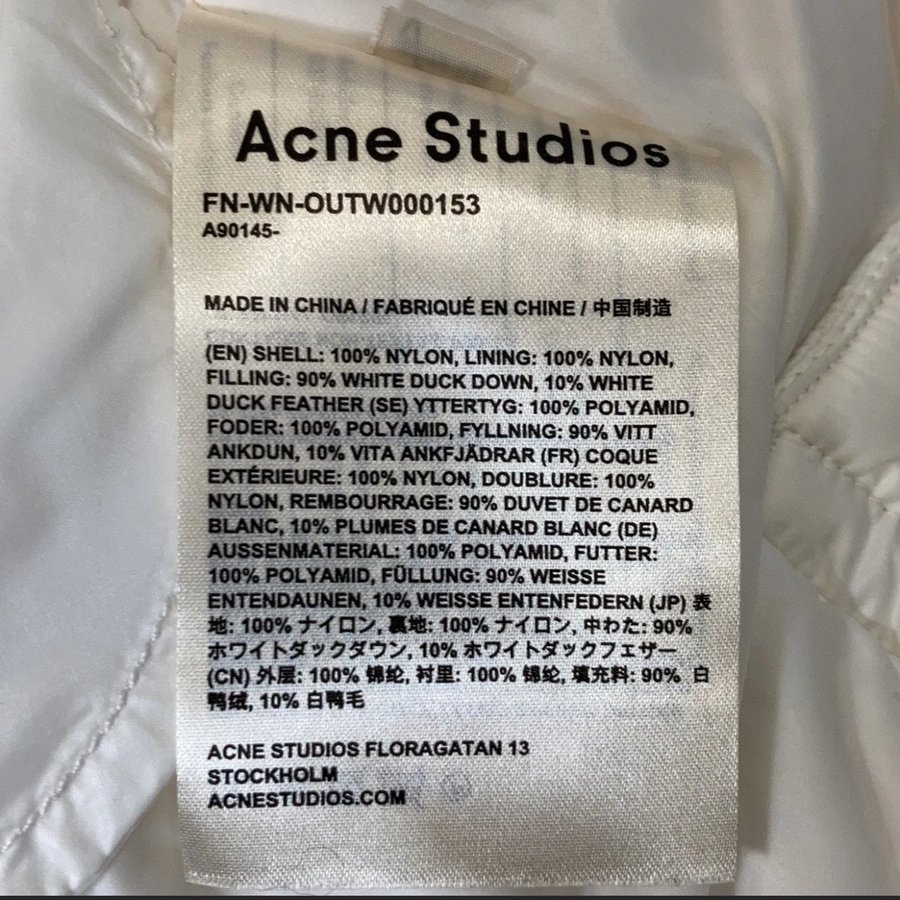 Acne Studios
FN-WN-OUTW000153
A90145-
MADE IN CHINA / FABRIQUÉ EN CHINE / 中国制造
(EN) SHELL: 100% NYLON, LINING: 100% NYLON,
FILLING: 90% WHITE DUCK DOWN, 10% WHITE
DUCK FEATHER (SE) YTTERTYG: 100% POLYAMID,
FODER: 100% POLYAMID, FYLLNING: 90% VITT
ANKDUN, 10% VITA ANKFJÄDRAR (FR) COQUE
EXTÉRIEURE: 100% NYLON, DOUBLURE: 100%
NYLON, REMBOURRAGE: 90% DUVET DE CANARD
BLANC, 10% PLUMES DE CANARD BLANC (DE)
AUSSENMATERIAL: 100% POLYAMID, FUTTER:
100% POLYAMID, FÜLLUNG: 90% WEISSE
ENTENDAUNEN, 10% WEISSE ENTENFEDERN (JP) 表
地: 100% ナイロン, 裏地: 100% ナイロン, 中わた: 90%
ホワイトダックダウン, 10% ホワイトダックフェザー
(CN) 外层: 100% 锦纶, 衬里: 100% 锦纶, 填充料: 90% 白
鸭绒, 10% 白鸭毛
ACNE STUDIOS FLORAGATAN 13
STOCKHOLM
ACNESTUDIOS.COM